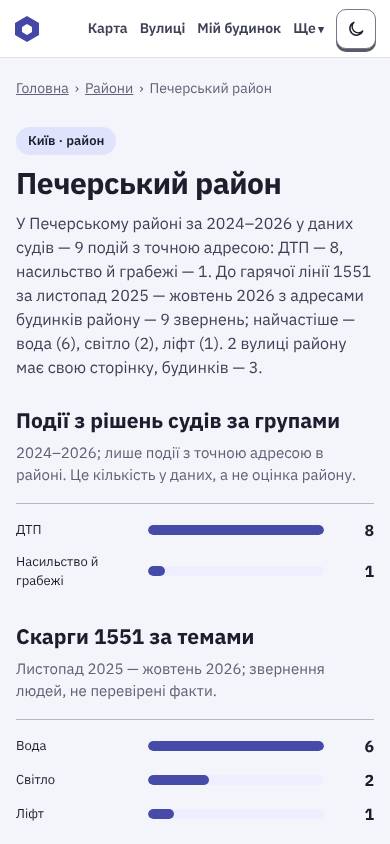 Карта Вулиці Мій будинок Ще ▾
Головна › Райони › Печерський район
Київ · район
Печерський район
У Печерському районі за 2024–2026 у даних
судів — 9 подій з точною адресою: ДТП — 8,
насильство й грабежі — 1. До гарячої лінії 1551
за листопад 2025 — жовтень 2026 з адресами
будинків району — 9 звернень; найчастіше —
вода (6), світло (2), ліфт (1). 2 вулиці району
має свою сторінку, будинків — 3.
Події з рішень судів за групами
2024–2026; лише події з точною адресою в
районі. Це кількість у даних, а не оцінка району.
ДТП 8
Насильство й
грабежі 1
Скарги 1551 за темами
Листопад 2025 — жовтень 2026; звернення
людей, не перевірені факти.
Вода 6
Світло 2
Ліфт 1